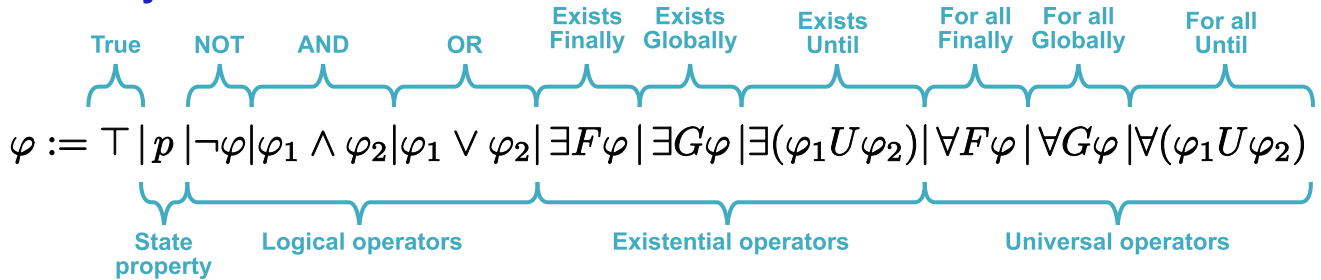 Exists Exists For all For all
True NOT AND OR Finally Globally Exists Until Finally Globally For all Until
φ := ⊤ | p | ¬φ | φ₁ ∧ φ₂ | φ₁ ∨ φ₂ | ∃Fφ | ∃Gφ | ∃(φ₁Uφ₂) | ∀Fφ | ∀Gφ | ∀(φ₁Uφ₂)
State property Logical operators Existential operators Universal operators